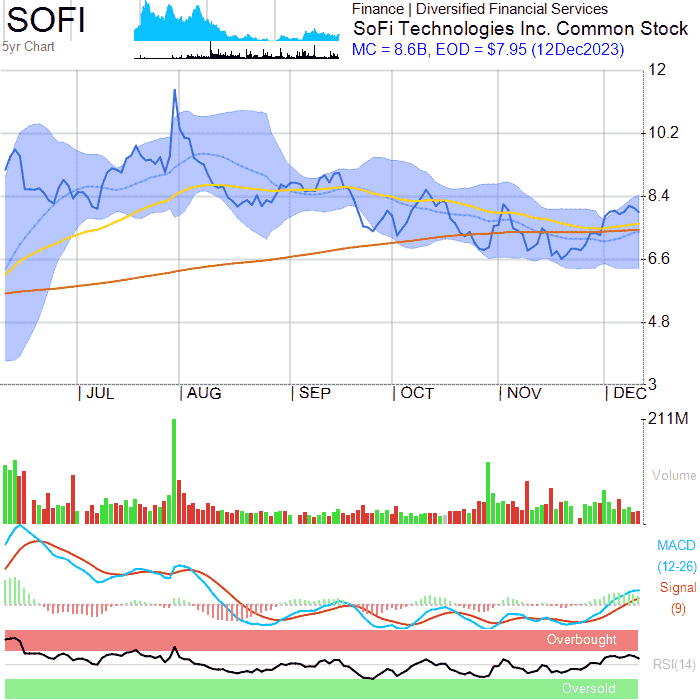 SOFI
5yr Chart
Finance | Diversified Financial Services
SoFi Technologies Inc. Common Stock
MC = 8.6B, EOD = $7.95 (12Dec2023)
12
10.2
8.4
6.6
4.8
3
| JUL
| AUG
| SEP
| OCT
| NOV
| DEC
211M
Volume
MACD
(12-26)
Signal
(9)
Overbought
RSI(14)
Oversold